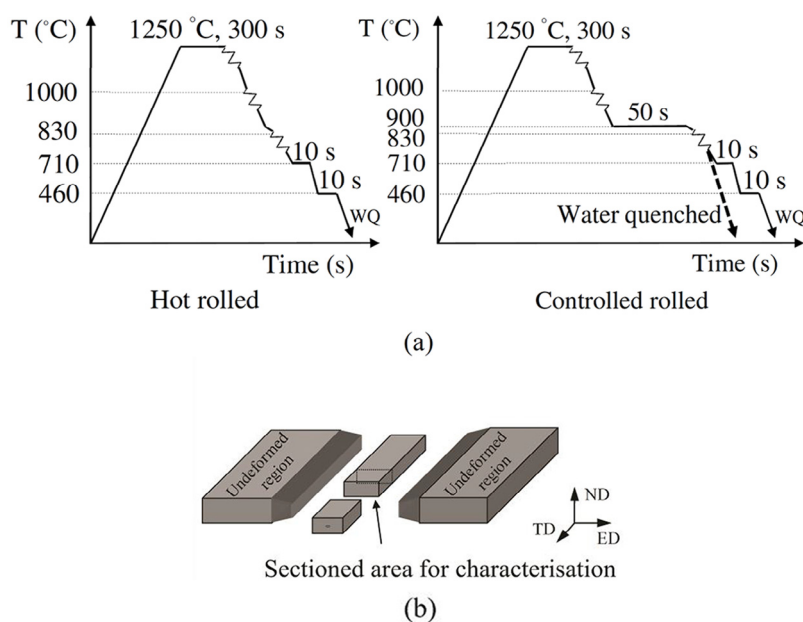 T (°C)
1250 °C, 300 s
1000
830
710
460
10 s
10 s
WQ
Time (s)
Hot rolled
T (°C)
1250 °C, 300 s
1000
900
830
710
460
50 s
10 s
10 s
Water quenched
WQ
Time (s)
Controlled rolled
(a)
Undeformed
region
Undeformed
region
ND
TD
ED
Sectioned area for characterisation
(b)